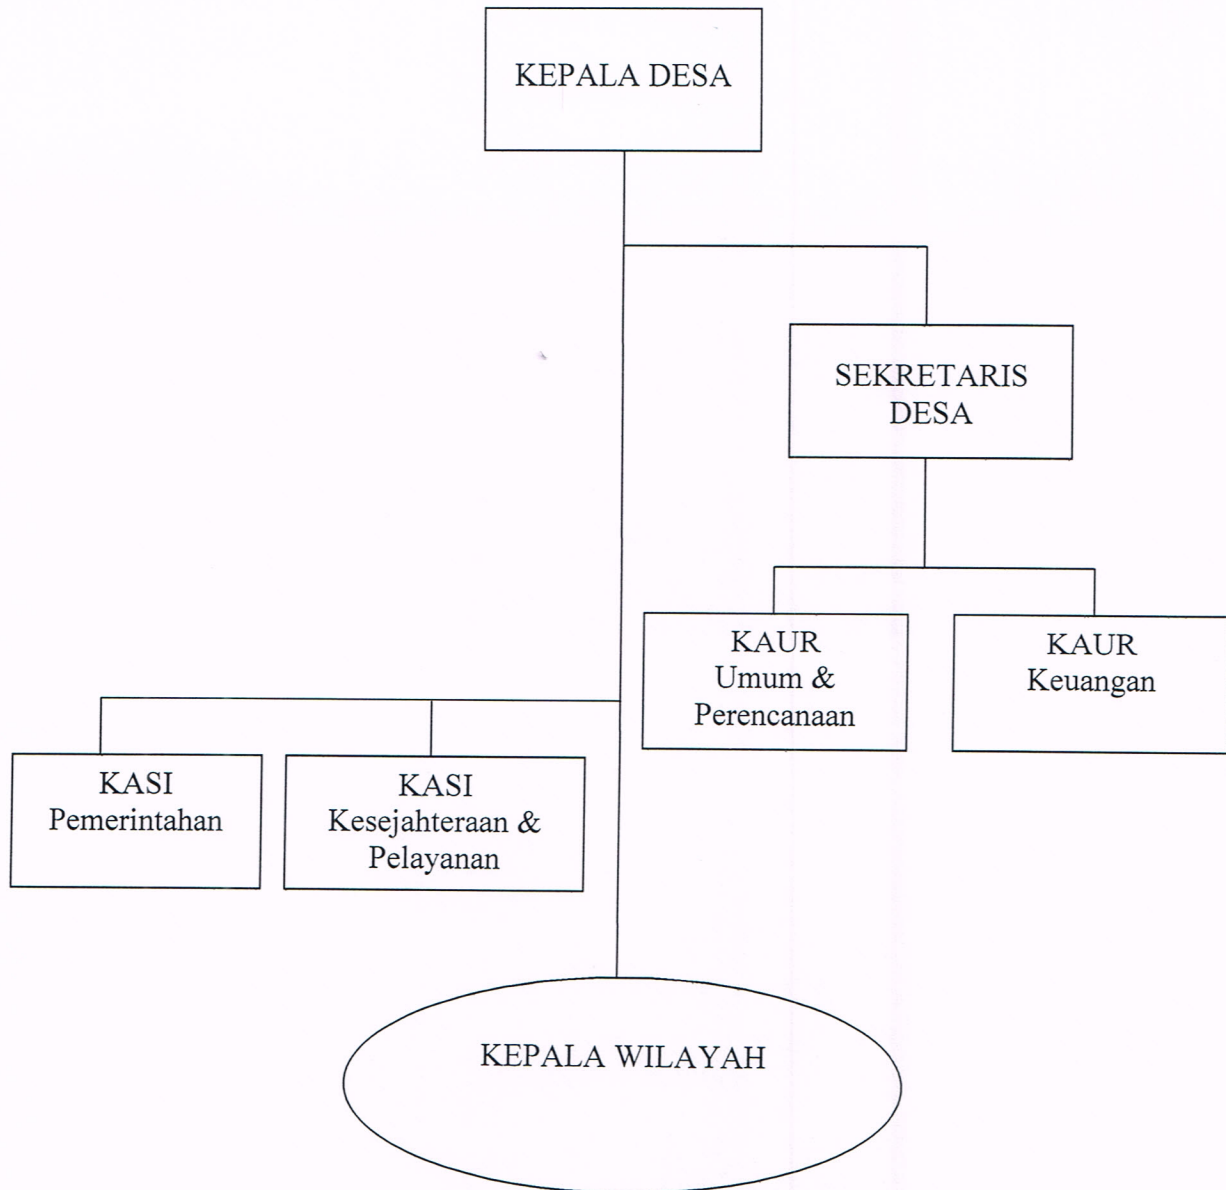 KEPALA DESA
SEKRETARIS
DESA
KAUR
Umum &
Perencanaan
KAUR
Keuangan
KASI
Pemerintahan
KASI
Kesejahteraan &
Pelayanan
KEPALA WILAYAH